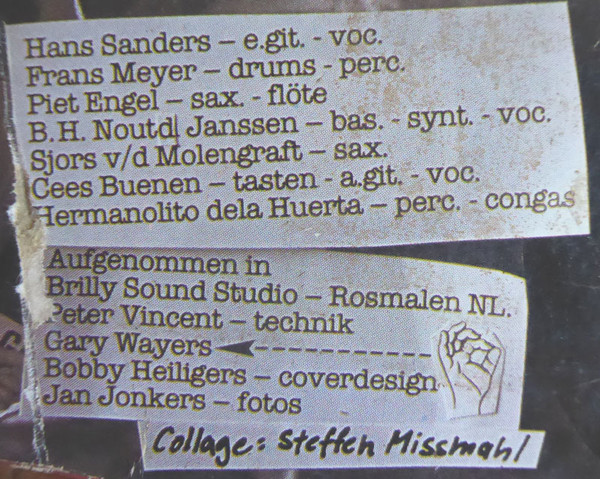 Hans Sanders – e.git. - voc.
Frans Meyer – drums - perc.
Piet Engel – sax. - flöte
B.H. Noutd Janssen – bas. - synt. - voc.
Sjors v/d Molengraft – sax.
Cees Buenen – tasten - a.git. - voc.
Hermanolito dela Huerta – perc. - congas
Aufgenommen in
Brilly Sound Studio – Rosmalen NL.
Peter Vincent – technik
Gary Wayers
Bobby Heiligers – coverdesign
Jan Jonkers – fotos
Collage: Steffen Missmahl